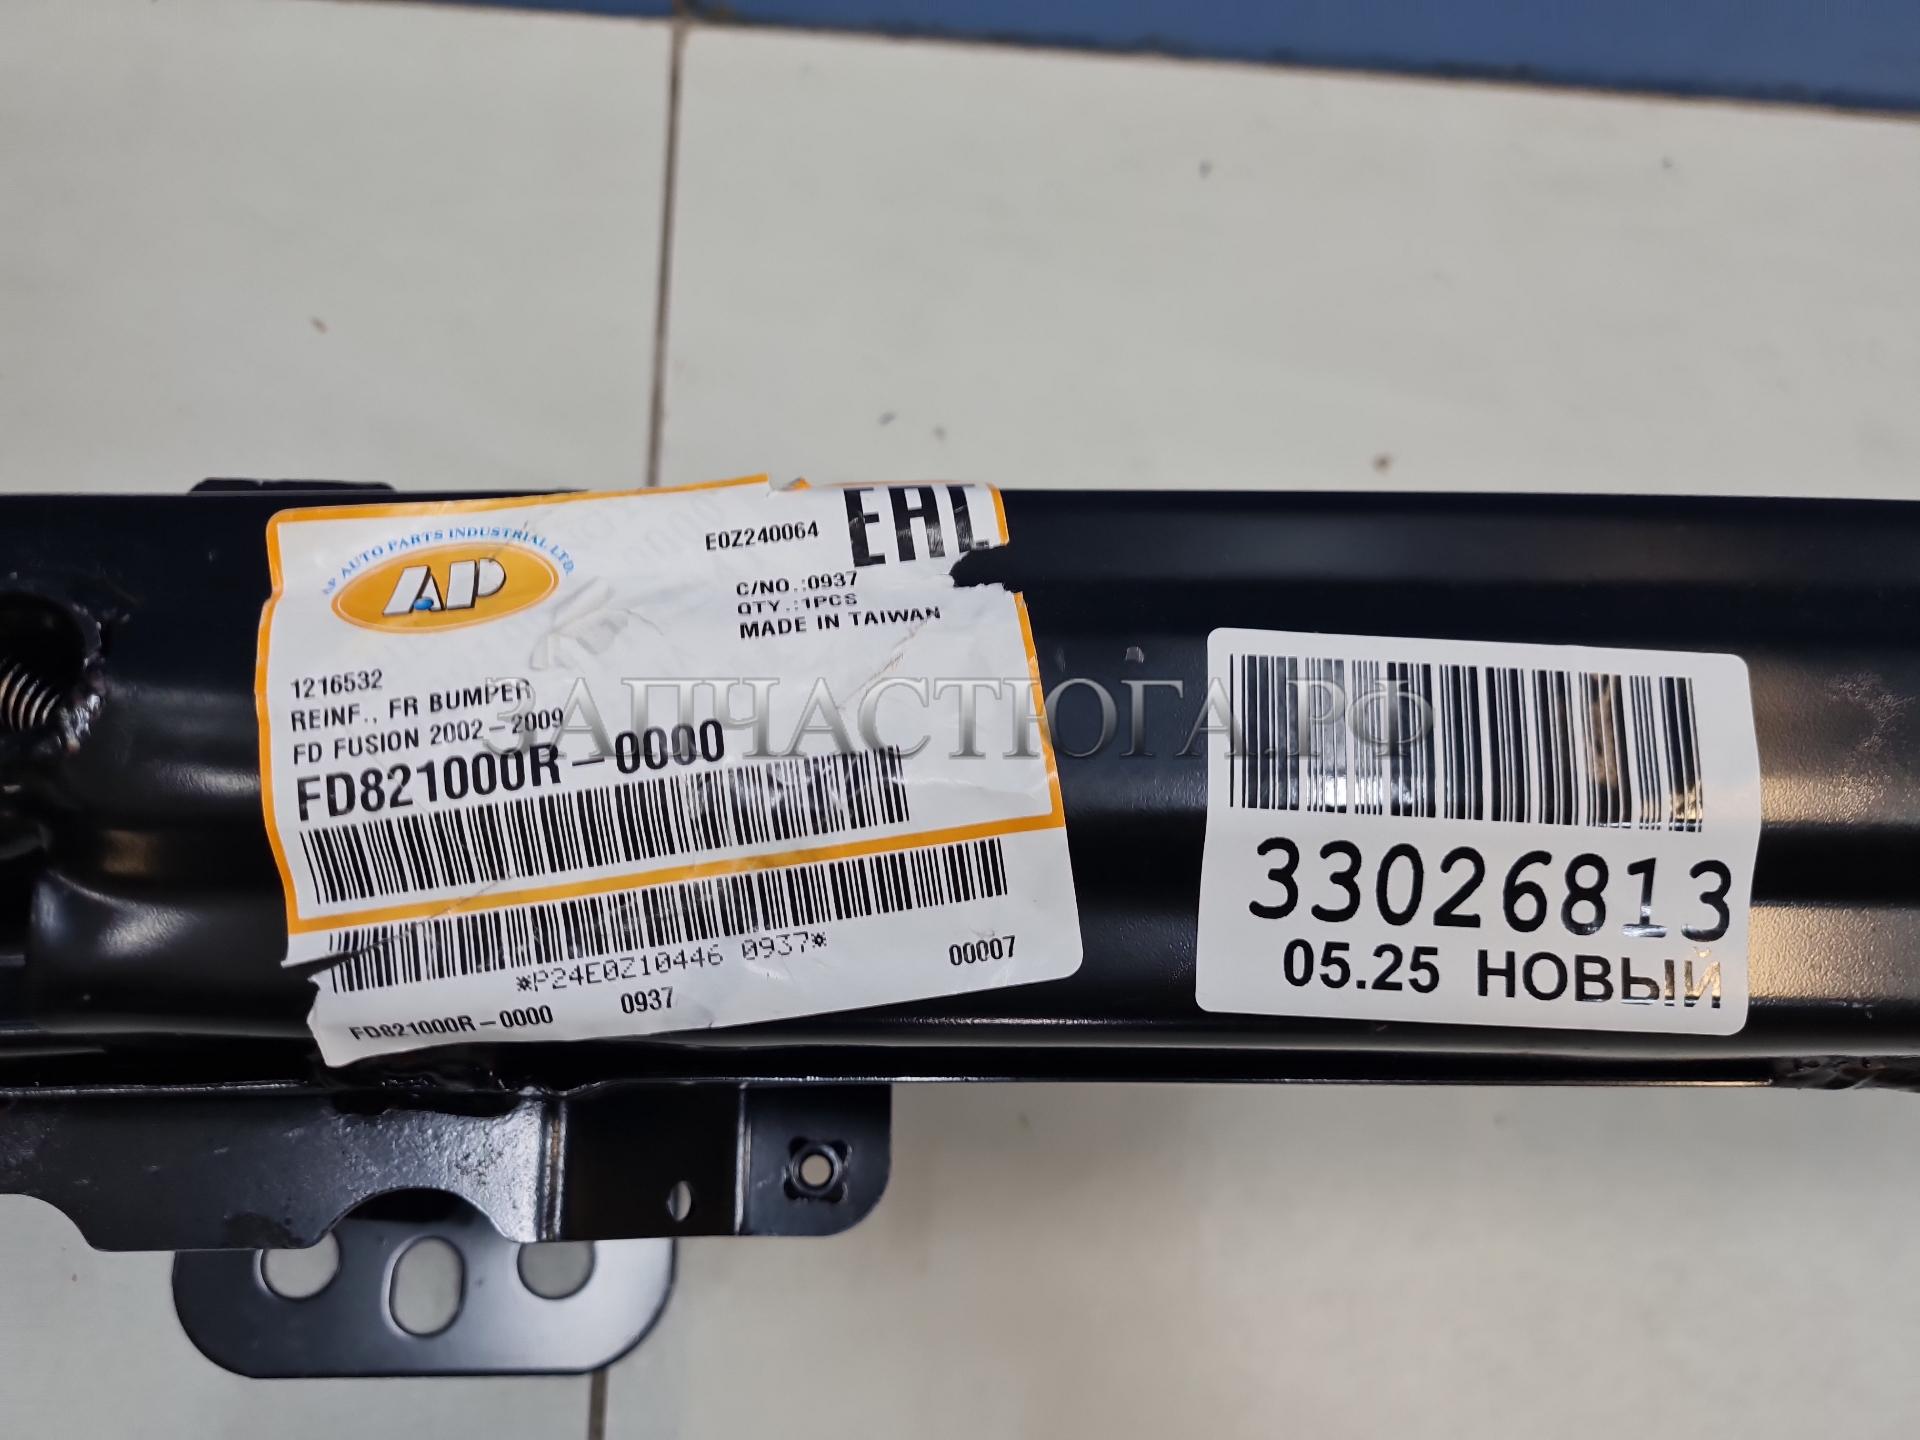 AP AUTO PARTS INDUSTRIAL LTD.
AP
E0Z240064
EAC
C/NO.:0937
QTY.:1PCS
MADE IN TAIWAN
1216532
REINF., FR BUMPER
FD FUSION 2002-2009
FD821000R-0000
*P24E0Z10446 0937*
00007
FD821000R-0000 0937
ЗАПЧАСТЮГА.РФ
33026813
05.25 НОВЫЙ